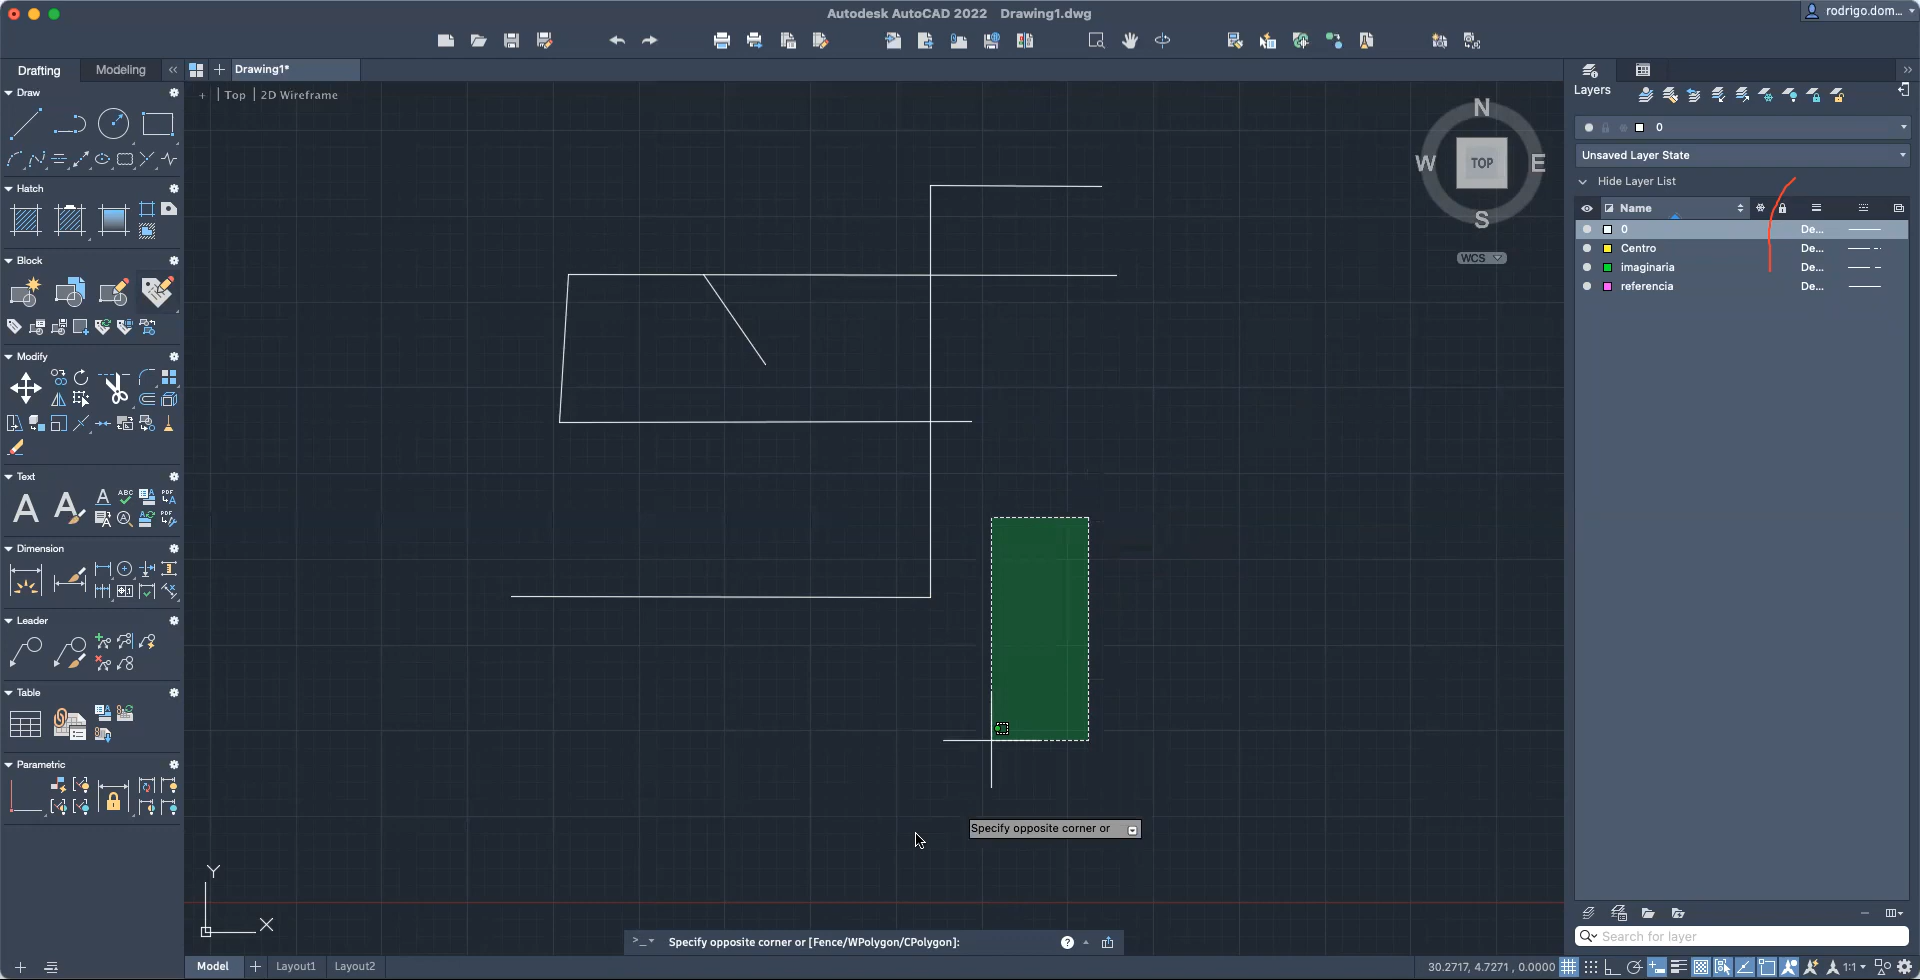 Autodesk AutoCAD 2022 Drawing1.dwg
rodrigo.dom...
Drafting Modeling
Drawing1*
+ | Top | 2D Wireframe
Draw
Hatch
Block
Modify
Text
A A
ABC
PDF
Dimension
Leader
Table
Parametric
N
W TOP E
S
WCS
Layers
0
Unsaved Layer State
Hide Layer List
Name
0 De...
Centro De...
imaginaria De...
referencia De...
Specify opposite corner or
Y
X
>_ Specify opposite corner or [Fence/WPolygon/CPolygon]:
Search for layer
Model + Layout1 Layout2
30.2717, 4.7271 , 0.0000
1:1